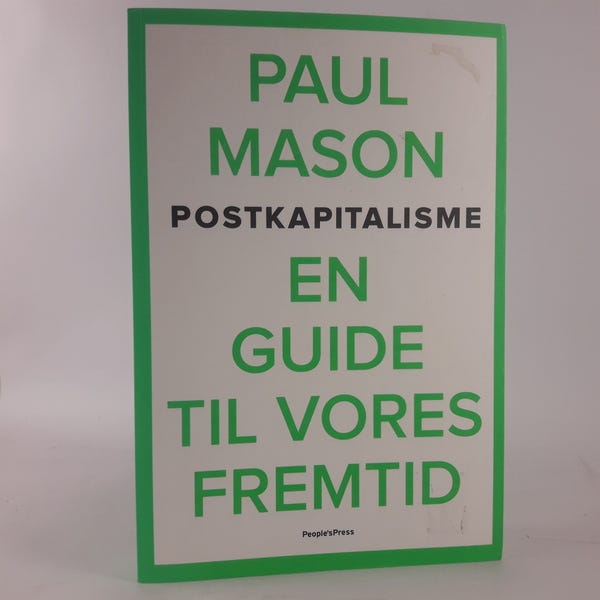 PAUL
MASON
POSTKAPITALISME
EN
GUIDE
TIL VORES
FREMTID
People'sPress